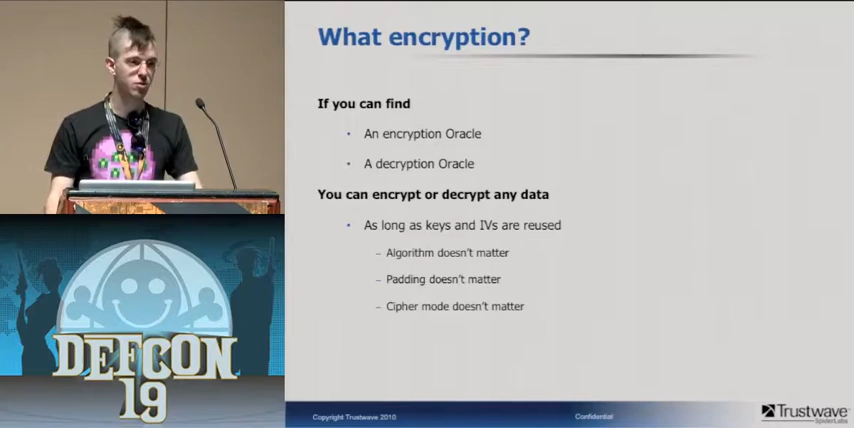 What encryption?
If you can find
• An encryption Oracle
• A decryption Oracle
You can encrypt or decrypt any data
• As long as keys and IVs are reused
– Algorithm doesn't matter
– Padding doesn't matter
– Cipher mode doesn't matter
DEFCON
19
Copyright Trustwave 2010
Confidential
Trustwave®
SpiderLabs